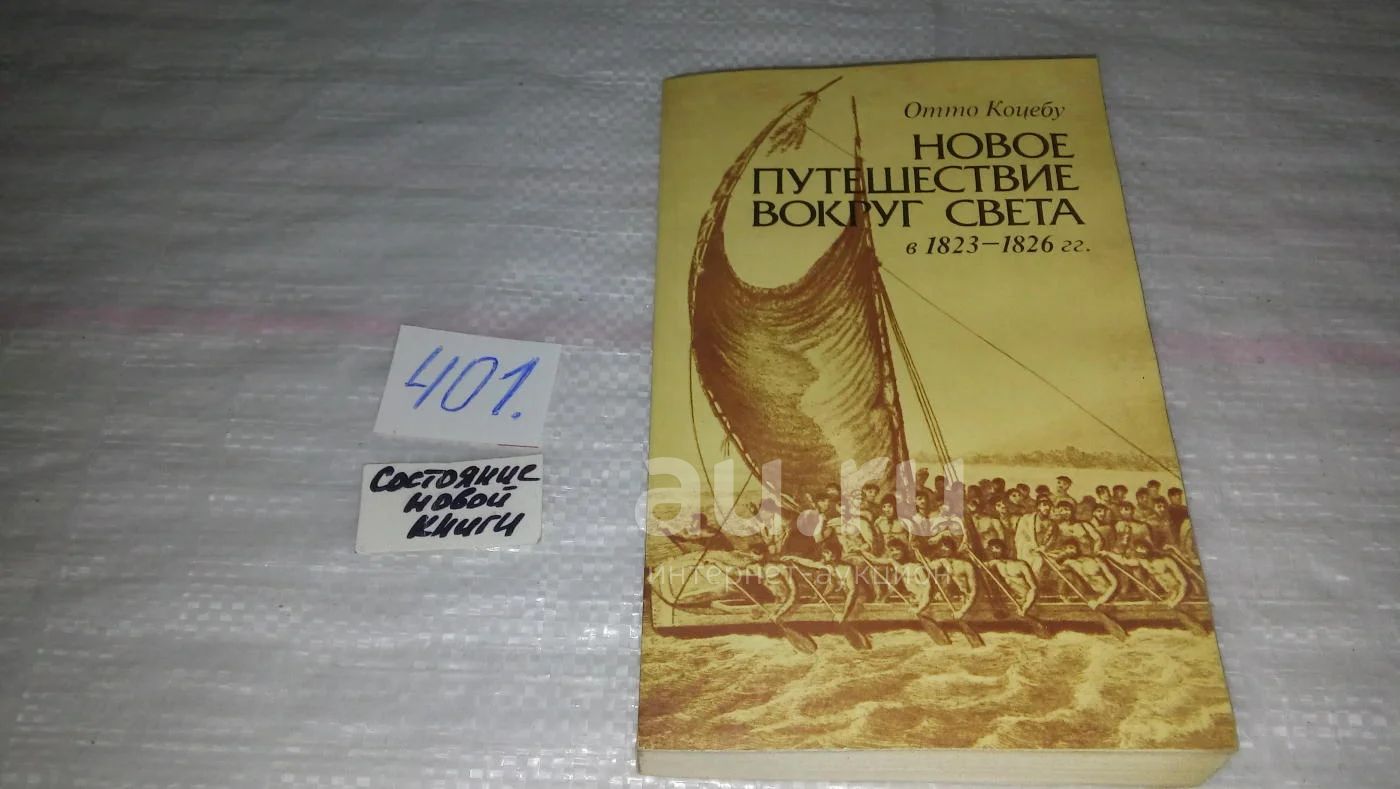 Отто Коцебу
НОВОЕ
ПУТЕШЕСТВИЕ
ВОКРУГ СВЕТА
в 1823–1826 гг.
401.
Состояние
новой
книги
au.ru
интернет-аукцион